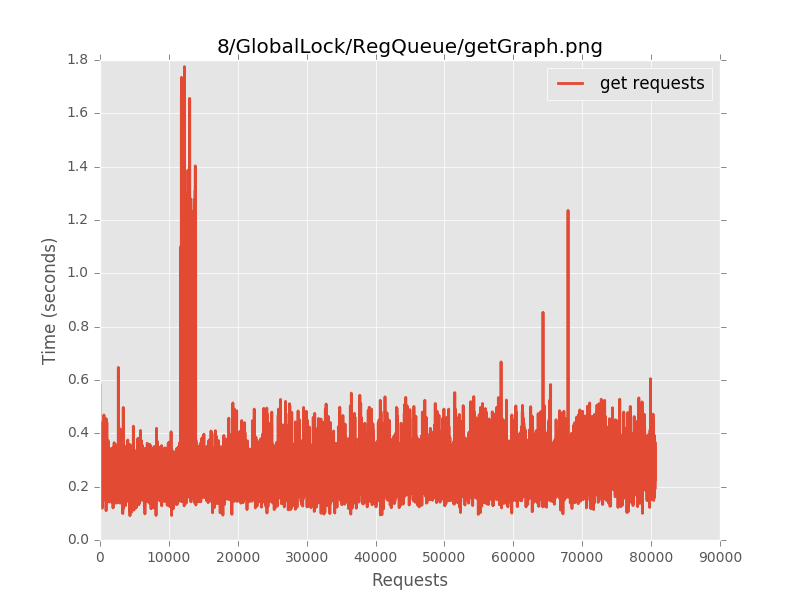 8/GlobalLock/RegQueue/getGraph.png
get requests
Time (seconds)
1.8
1.6
1.4
1.2
1.0
0.8
0.6
0.4
0.2
0.0
0 10000 20000 30000 40000 50000 60000 70000 80000 90000
Requests